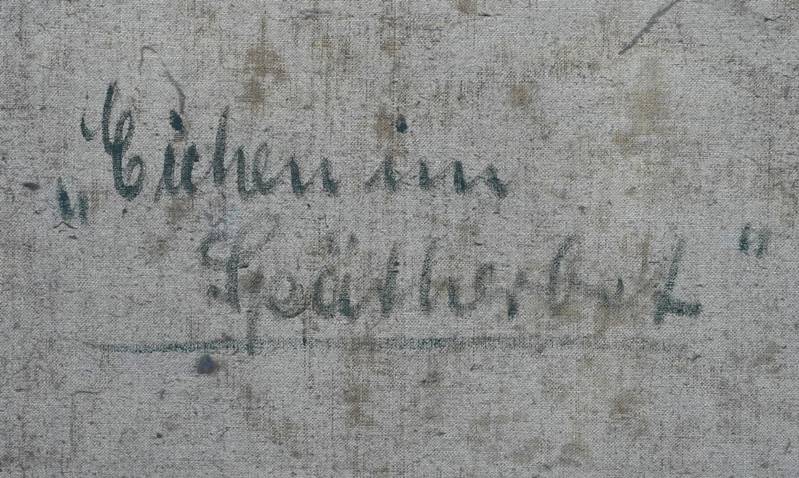 „Eichen im
Spätherbst"